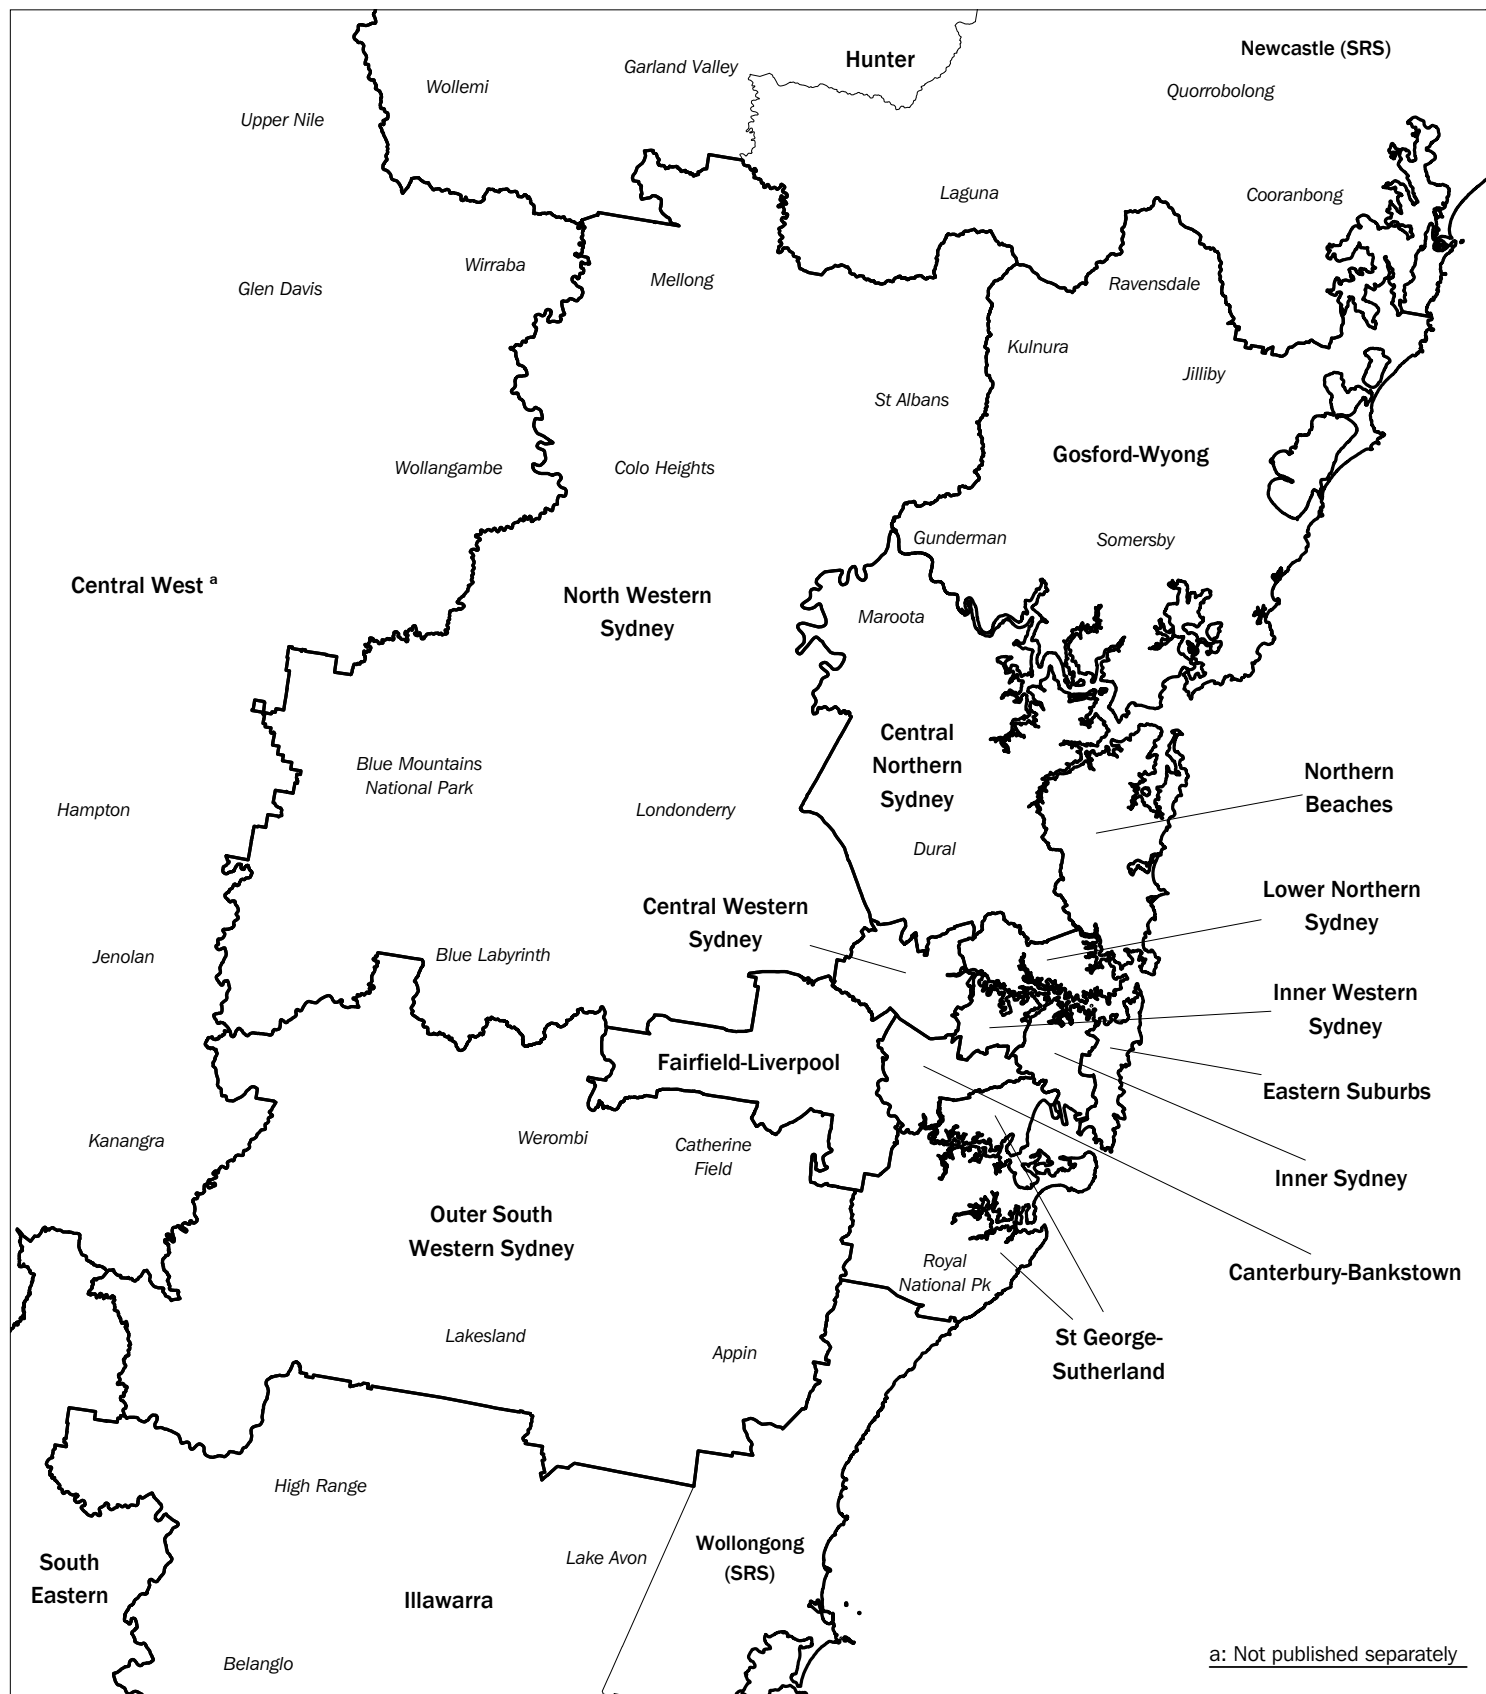 Hunter
Newcastle (SRS)
Garland Valley
Wollemi
Quorrobolong
Upper Nile
Laguna
Cooranbong
Wirraba
Glen Davis
Mellong
Ravensdale
Kulnura
Jilliby
St Albans
Gosford-Wyong
Wollangambe
Colo Heights
Gunderman
Somersby
Central West a
North Western
Sydney
Maroota
Central
Northern
Sydney
Blue Mountains
National Park
Northern
Beaches
Hampton
Londonderry
Dural
Lower Northern
Sydney
Central Western
Sydney
Jenolan
Blue Labyrinth
Inner Western
Sydney
Fairfield-Liverpool
Eastern Suburbs
Kanangra
Werombi
Catherine
Field
Inner Sydney
Outer South
Western Sydney
Royal
National Pk
Canterbury-Bankstown
Lakesland
Appin
St George-
Sutherland
High Range
South
Eastern
Lake Avon
Wollongong
(SRS)
Illawarra
Belanglo
a: Not published separately